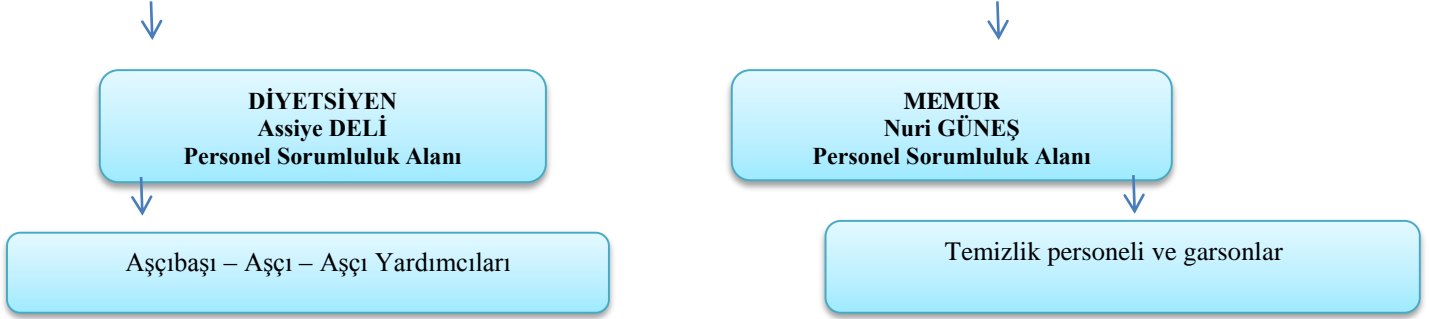 DİYETSİYEN
Assiye DELİ
Personel Sorumluluk Alanı
MEMUR
Nuri GÜNEŞ
Personel Sorumluluk Alanı
Aşçıbaşı – Aşçı – Aşçı Yardımcıları
Temizlik personeli ve garsonlar